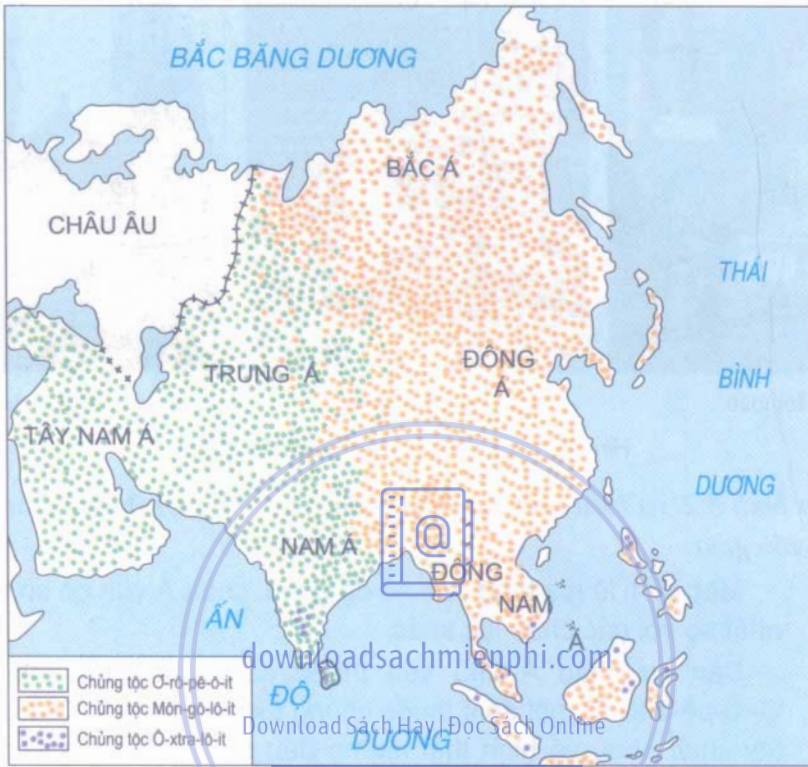 BẮC BĂNG DƯƠNG
BẮC Á
CHÂU ÂU
THÁI
TRUNG Á
ĐÔNG
Á
BÌNH
TÂY NAM Á
DƯƠNG
NAM Á
@
ĐÔNG
NAM
Á
ẤN
downloadsachmienphi.com
Chủng tộc Ơ-rô-pê-ô-it
ĐỘ
Chủng tộc Môn-gô-lô-it
Download Sách Hay | Đọc Sách Online
Chủng tộc Ô-xtra-lô-it
DƯƠNG